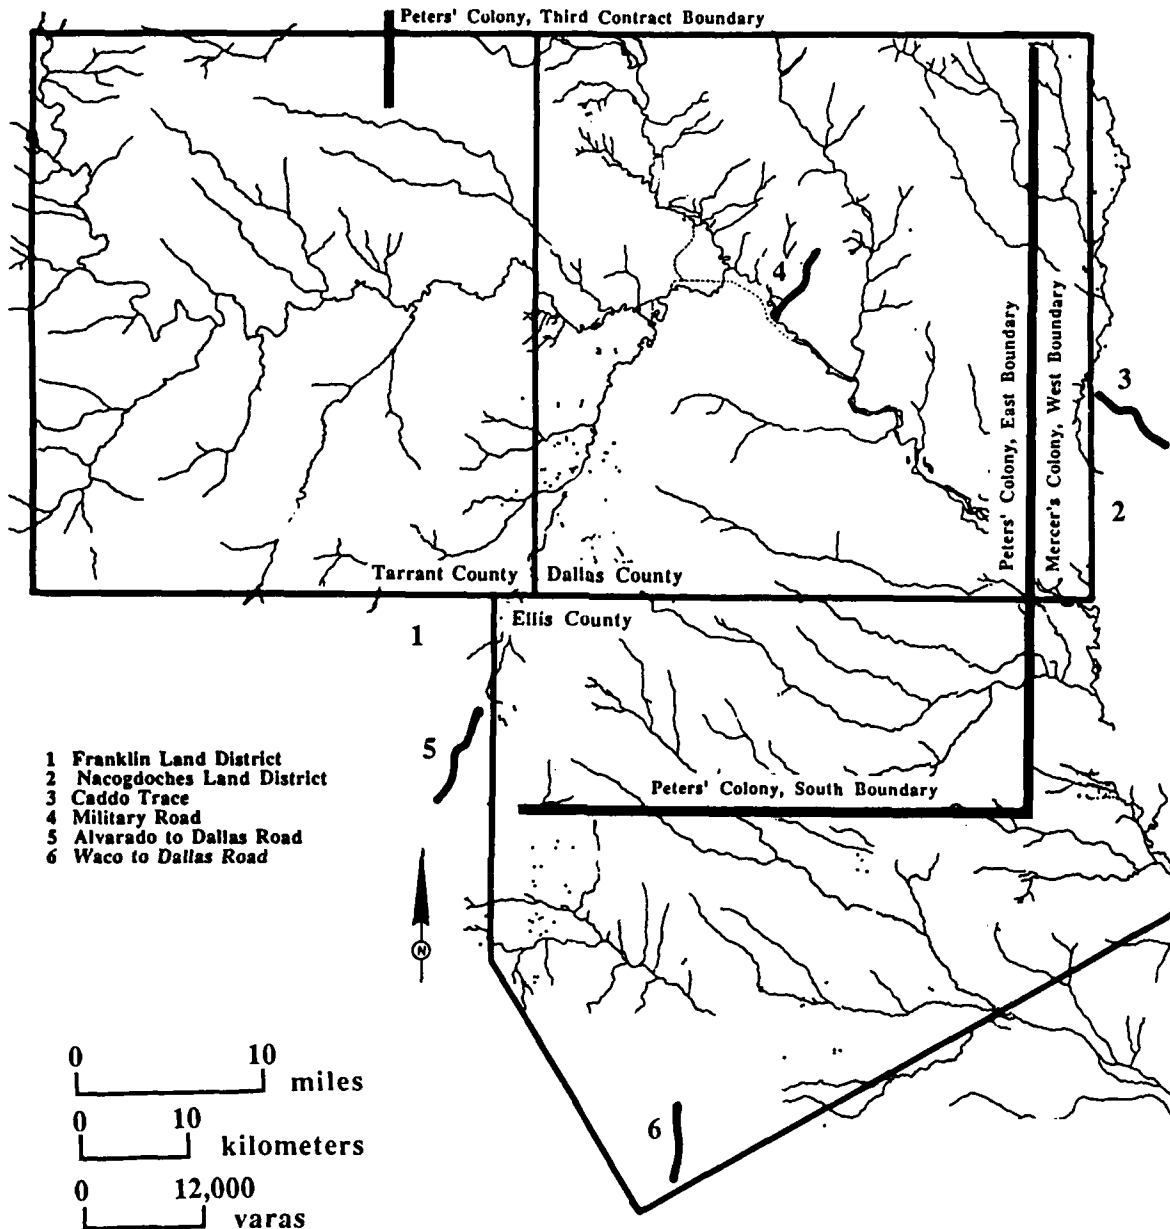 Peters' Colony, Third Contract Boundary
4
Peters' Colony, East Boundary
Mercer's Colony, West Boundary
3
2
Tarrant County
Dallas County
1
Ellis County
5
1 Franklin Land District
2 Nacogdoches Land District
3 Caddo Trace
4 Military Road
5 Alvarado to Dallas Road
6 Waco to Dallas Road
Peters' Colony, South Boundary
N
0 10
miles
0 10
kilometers
0 12,000
varas
6